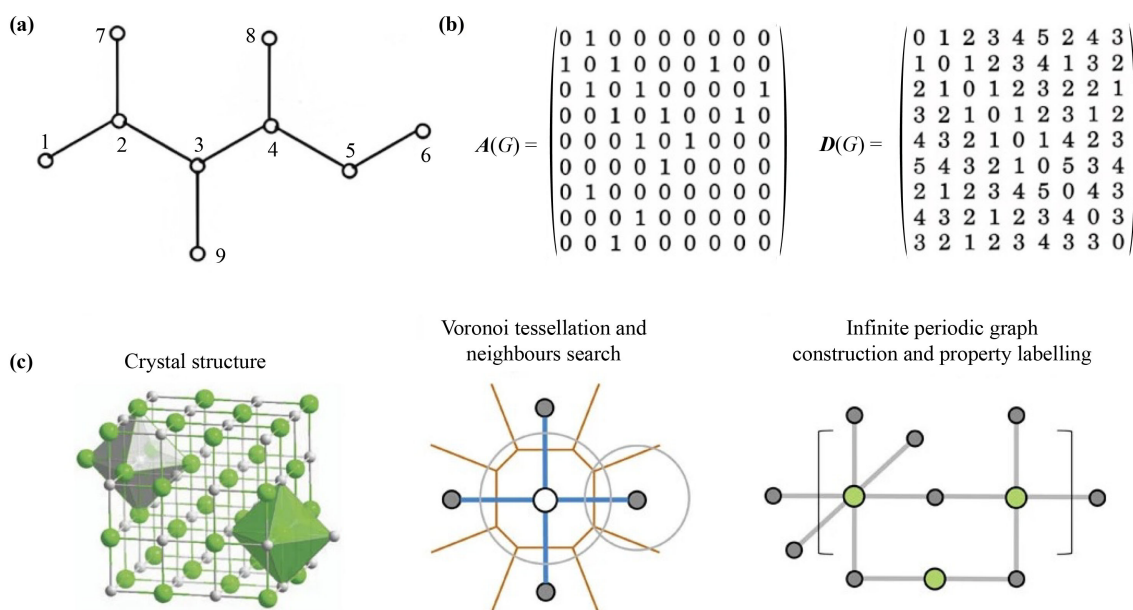 (a)
7
8
1
2
3
4
5
6
9
(b)
A(G) =
0 1 0 0 0 0 0 0 0
1 0 1 0 0 0 1 0 0
0 1 0 1 0 0 0 0 1
0 0 1 0 1 0 0 1 0
0 0 0 1 0 1 0 0 0
0 0 0 0 1 0 0 0 0
0 1 0 0 0 0 0 0 0
0 0 0 1 0 0 0 0 0
0 0 1 0 0 0 0 0 0
D(G) =
0 1 2 3 4 5 2 4 3
1 0 1 2 3 4 1 3 2
2 1 0 1 2 3 2 2 1
3 2 1 0 1 2 3 1 2
4 3 2 1 0 1 4 2 3
5 4 3 2 1 0 5 3 4
2 1 2 3 4 5 0 4 3
4 3 2 1 2 3 4 0 3
3 2 1 2 3 4 3 3 0
(c)
Crystal structure
Voronoi tessellation and
neighbours search
Infinite periodic graph
construction and property labelling